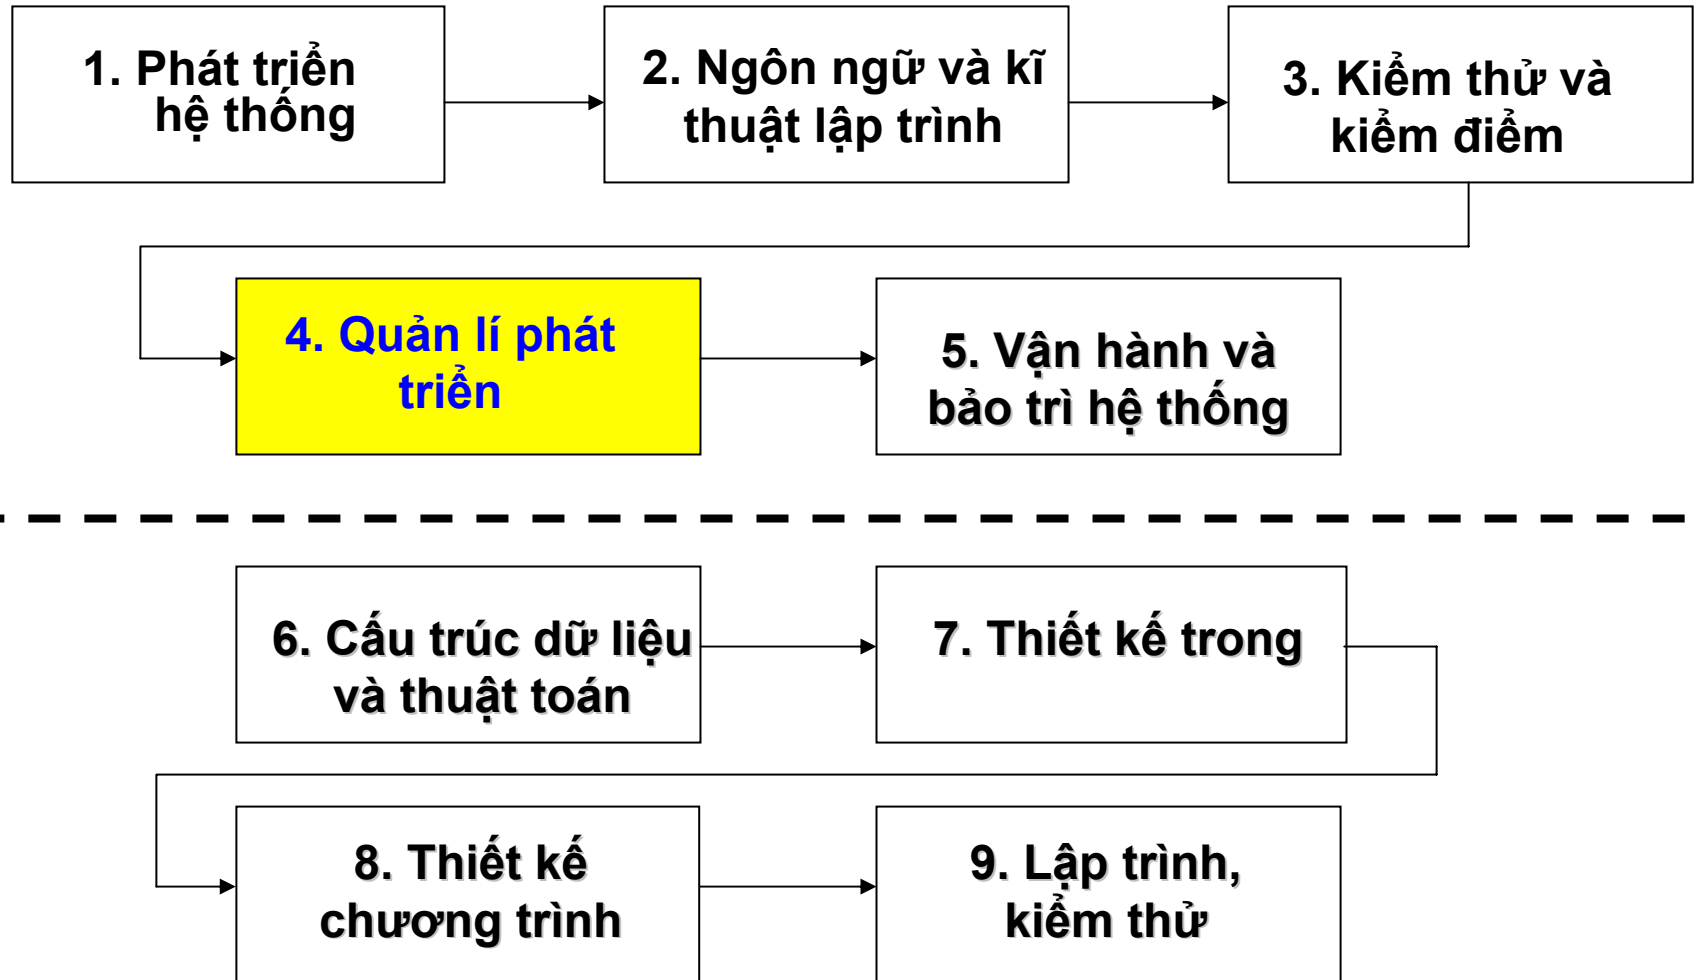 1. Phát triển
hệ thống
2. Ngôn ngữ và kĩ
thuật lập trình
3. Kiểm thử và
kiểm điểm
4. Quản lí phát
triển
5. Vận hành và
bảo trì hệ thống
6. Cấu trúc dữ liệu
và thuật toán
7. Thiết kế trong
8. Thiết kế
chương trình
9. Lập trình,
kiểm thử